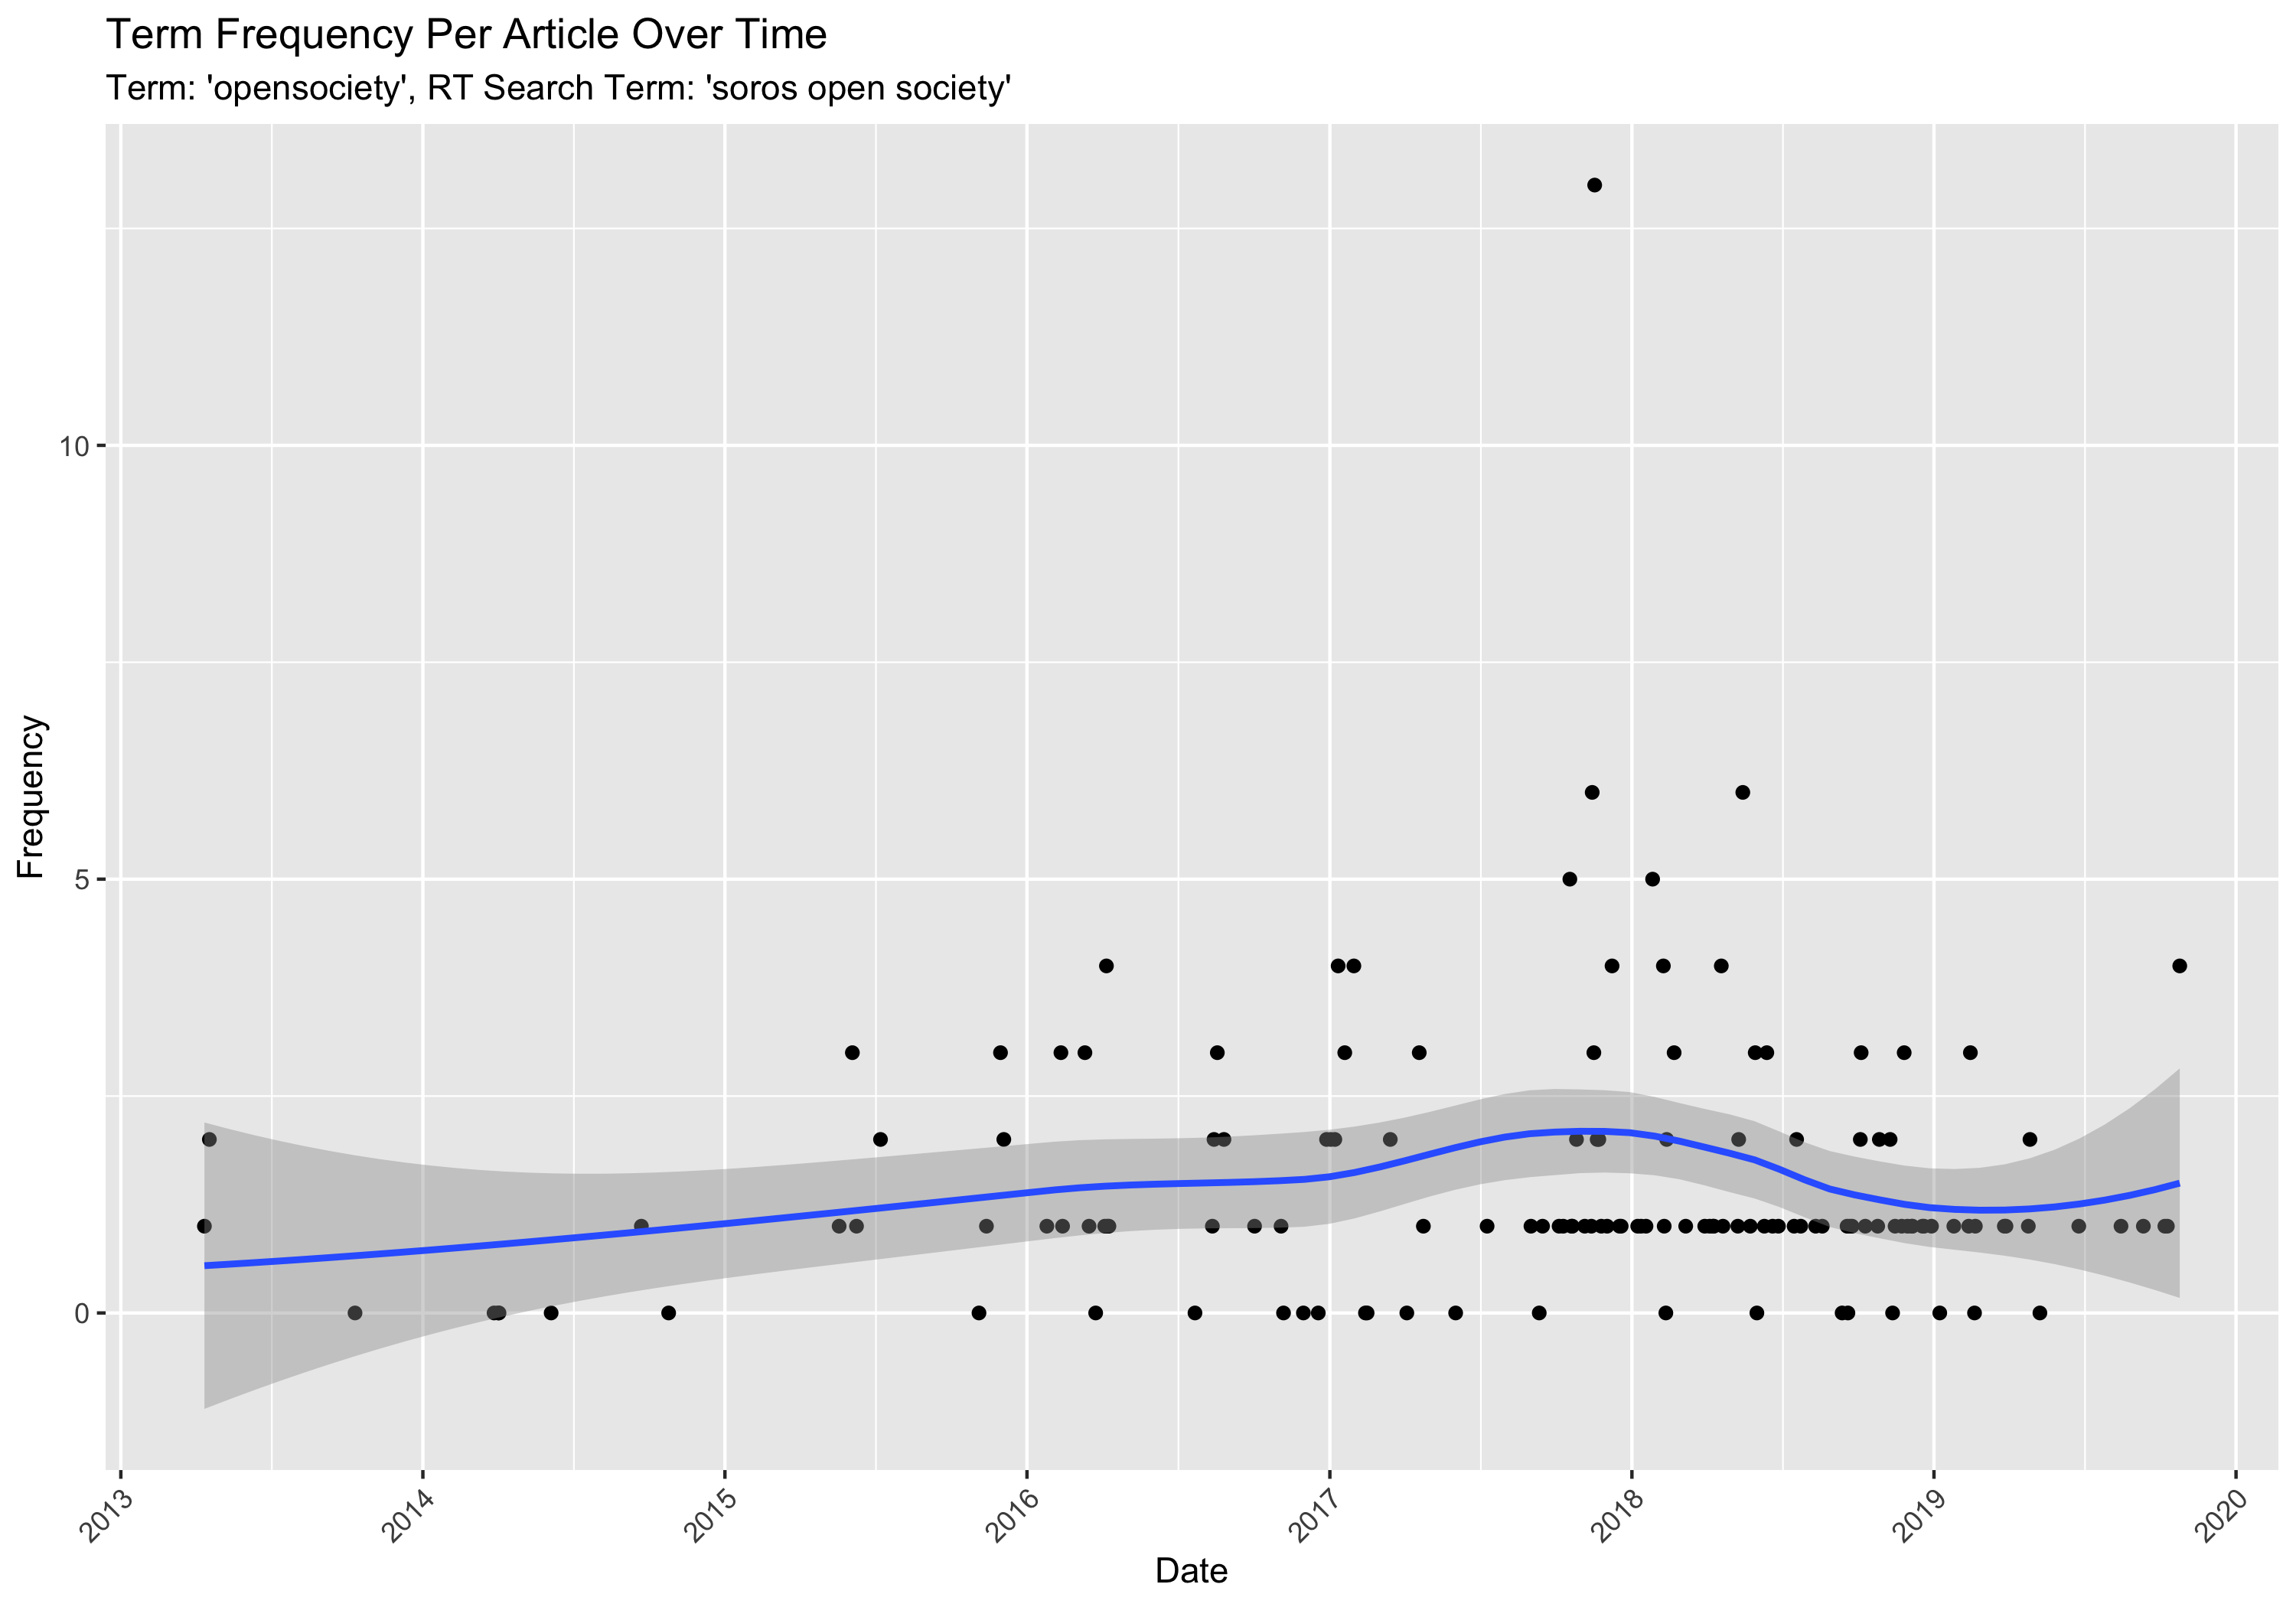 Term Frequency Per Article Over Time
Term: 'opensociety', RT Search Term: 'soros open society'
Frequency
10
5
0
2013
2014
2015
2016
2017
2018
2019
2020
Date